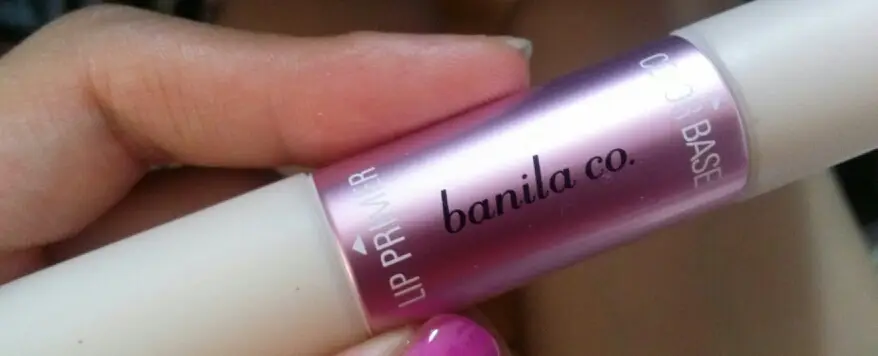 LIP PRIMER
banila co.
BASE